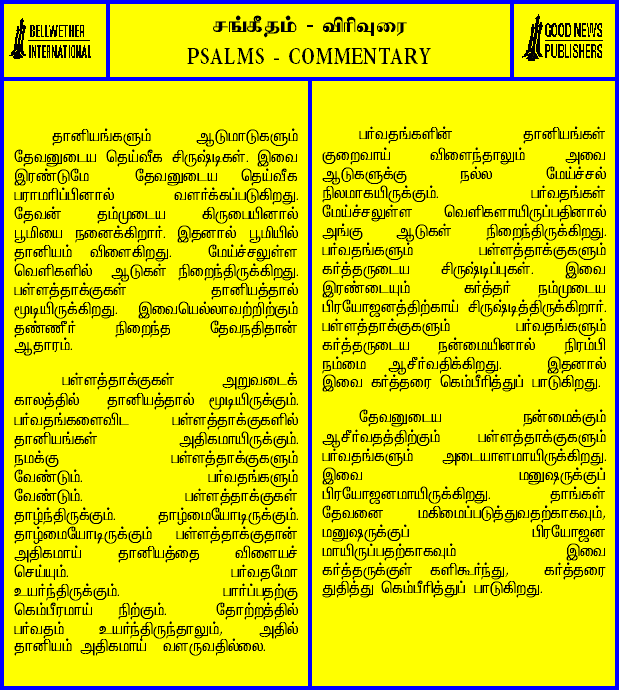 BELLWETHER
INTERNATIONAL
சங்கீதம் - விரிவுரை
PSALMS - COMMENTARY
GOOD NEWS
PUBLISHERS
தானியங்களும் ஆடுமாடுகளும்
தேவனுடைய தெய்வீக சிருஷ்டிகள். இவை
இரண்டுமே தேவனுடைய தெய்வீக
பராமரிப்பினால் வளர்க்கப்படுகிறது.
தேவன் தம்முடைய கிருபையினால்
பூமியை நனைக்கிறார். இதனால் பூமியில்
தானியம் விளைகிறது. மேய்ச்சலுள்ள
வெளிகளில் ஆடுகள் நிறைந்திருக்கிறது.
பள்ளத்தாக்குகள் தானியத்தால்
மூடியிருக்கிறது. இவையெல்லாவற்றிற்கும்
தண்ணீர் நிறைந்த தேவநதிதான்
ஆதாரம்.
பள்ளத்தாக்குகள் அறுவடைக்
காலத்தில் தானியத்தால் மூடியிருக்கும்.
பர்வதங்களைவிட பள்ளத்தாக்குகளில்
தானியங்கள் அதிகமாயிருக்கும்.
நமக்கு பள்ளத்தாக்குகளும்
வேண்டும். பர்வதங்களும்
வேண்டும். பள்ளத்தாக்குகள்
தாழ்ந்திருக்கும். தாழ்மையோடிருக்கும்.
தாழ்மையோடிருக்கும் பள்ளத்தாக்குதான்
அதிகமாய் தானியத்தை விளையச்
செய்யும். பர்வதமோ
உயர்ந்திருக்கும். பார்ப்பதற்கு
கெம்பீரமாய் நிற்கும். தோற்றத்தில்
பர்வதம் உயர்ந்திருந்தாலும், அதில்
தானியம் அதிகமாய் வளருவதில்லை.
பர்வதங்களின் தானியங்கள்
குறைவாய் விளைந்தாலும் அவை
ஆடுகளுக்கு நல்ல மேய்ச்சல்
நிலமாகயிருக்கும். பர்வதங்கள்
மேய்ச்சலுள்ள வெளிகளாயிருப்பதினால்
அங்கு ஆடுகள் நிறைந்திருக்கிறது.
பர்வதங்களும் பள்ளத்தாக்குகளும்
கர்த்தருடைய சிருஷ்டிப்புகள். இவை
இரண்டையும் கர்த்தர் நம்முடைய
பிரயோஜனத்திற்காய் சிருஷ்டித்திருக்கிறார்.
பள்ளத்தாக்குகளும் பர்வதங்களும்
கர்த்தருடைய நன்மையினால் நிரம்பி
நம்மை ஆசீர்வதிக்கிறது. இதனால்
இவை கர்த்தரை கெம்பீரித்துப் பாடுகிறது.
தேவனுடைய நன்மைக்கும்
ஆசீர்வதத்திற்கும் பள்ளத்தாக்குகளும்
பர்வதங்களும் அடையாளமாயிருக்கிறது.
இவை மனுஷருக்குப்
பிரயோஜனமாயிருக்கிறது. தாங்கள்
தேவனை மகிமைப்படுத்துவதற்காகவும்,
மனுஷருக்குப் பிரயோஜன
மாயிருப்பதற்காகவும் இவை
கர்த்தருக்குள் களிகூர்ந்து, கர்த்தரை
துதித்து கெம்பீரித்துப் பாடுகிறது.